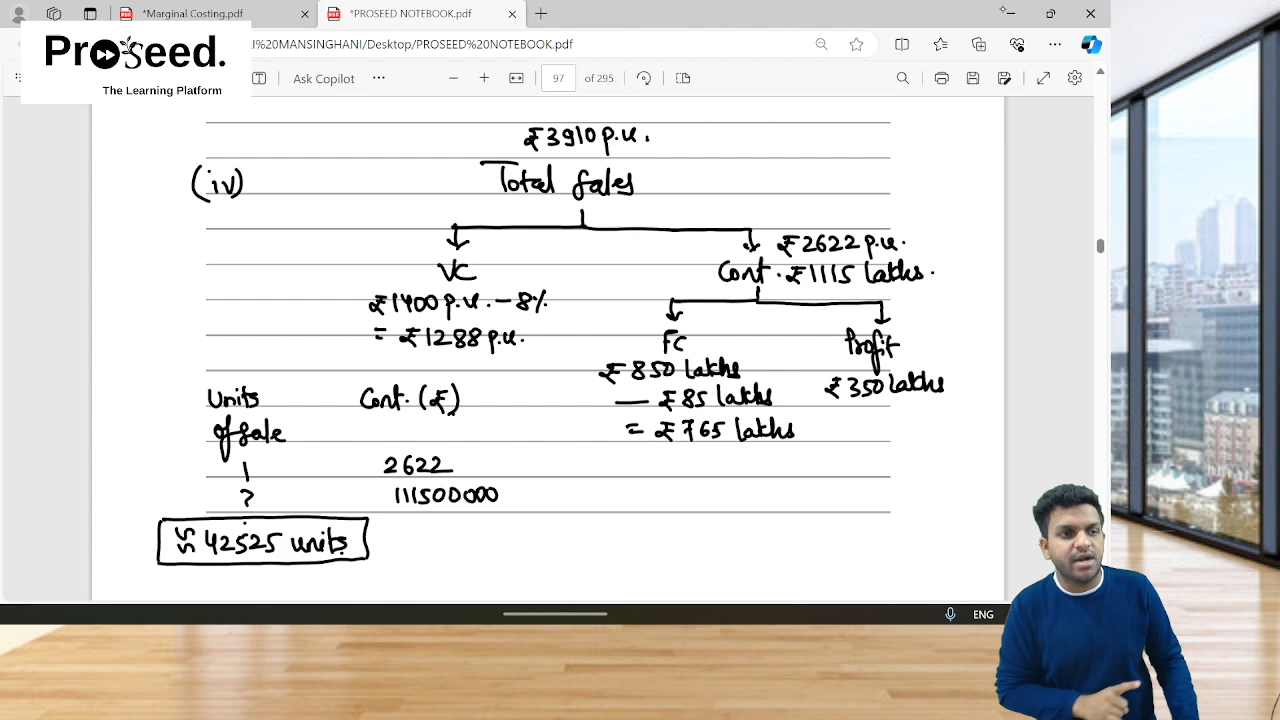 *Marginal Costing.pdf
*PROSEED NOTEBOOK.pdf
Proseed.
The Learning Platform
MANSINGHANI/Desktop/PROSEED%20NOTEBOOK.pdf
Ask Copilot
97 of 295
₹3910 p.u.
(iv) Total Sales
₹2622 p.u.
VC
Cont. ₹1115 lakhs.
₹1400 p.u. - 8%
= ₹1288 p.u.
FC
Profit
₹850 lakhs
₹350 lakhs
— ₹85 lakhs
= ₹765 lakhs
Units of Sale
Cont. (₹)
1 2622
? 111500000
≈ 42525 units
ENG